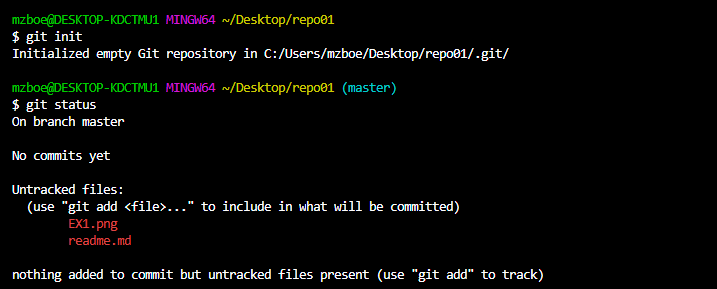 mzboe@DESKTOP-KDCTMU1 MINGW64 ~/Desktop/repo01
$ git init
Initialized empty Git repository in C:/Users/mzboe/Desktop/repo01/.git/

mzboe@DESKTOP-KDCTMU1 MINGW64 ~/Desktop/repo01 (master)
$ git status
On branch master

No commits yet

Untracked files:
  (use "git add <file>..." to include in what will be committed)
        EX1.png
        readme.md

nothing added to commit but untracked files present (use "git add" to track)